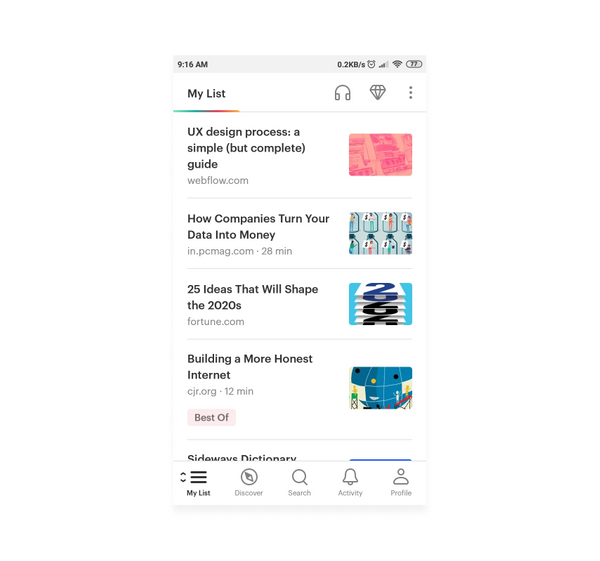 9:16 AM
0.2KB/s
77
My List
UX design process: a
simple (but complete)
guide
webflow.com
How Companies Turn Your
Data Into Money
in.pcmag.com · 28 min
25 Ideas That Will Shape
the 2020s
fortune.com
Building a More Honest
Internet
cjr.org · 12 min
Best Of
Sideways Dictionary
My List
Discover
Search
Activity
Profile